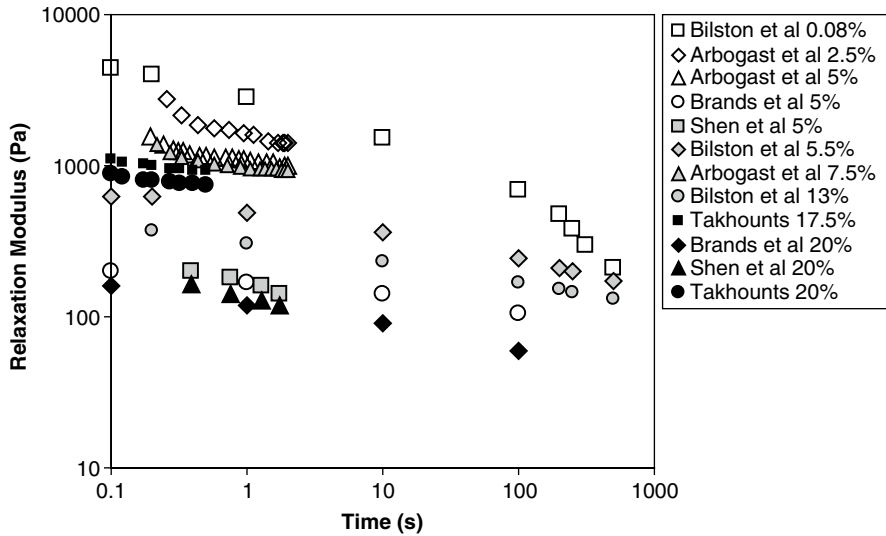 10000
1000
100
10
Relaxation Modulus (Pa)
0.1 1 10 100 1000
Time (s)
Bilston et al 0.08%
Arbogast et al 2.5%
Arbogast et al 5%
Brands et al 5%
Shen et al 5%
Bilston et al 5.5%
Arbogast et al 7.5%
Bilston et al 13%
Takhounts 17.5%
Brands et al 20%
Shen et al 20%
Takhounts 20%